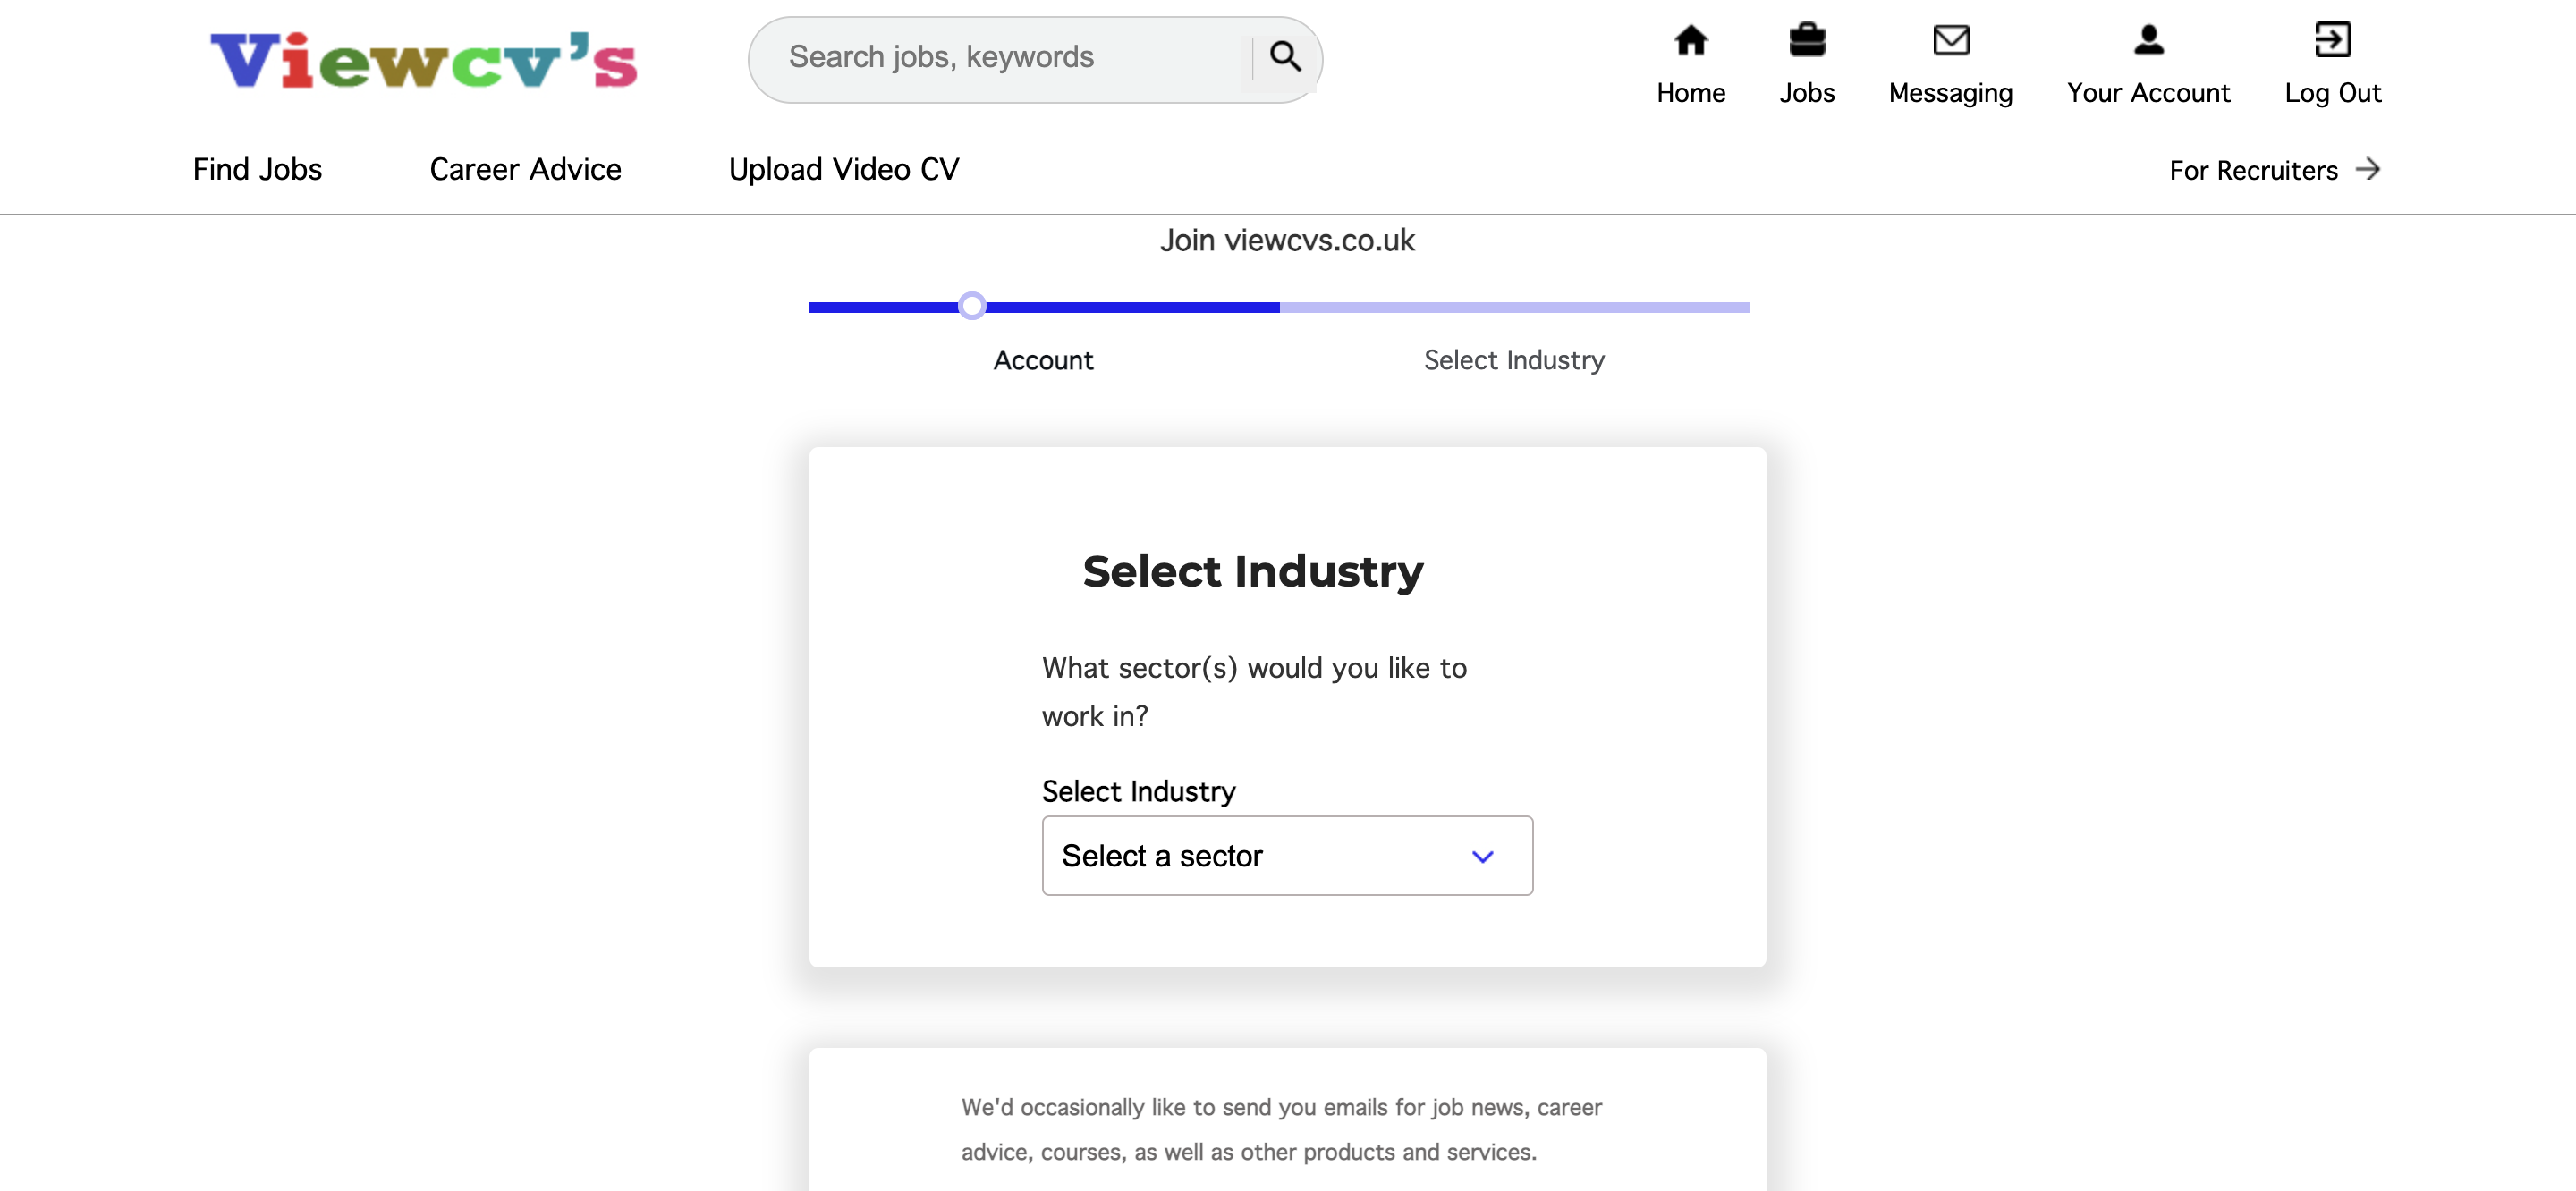 Viewcv's
Search jobs, keywords
Home
Jobs
Messaging
Your Account
Log Out
Find Jobs
Career Advice
Upload Video CV
For Recruiters
Join viewcvs.co.uk
Account
Select Industry
Select Industry
What sector(s) would you like to
work in?
Select Industry
Select a sector
We'd occasionally like to send you emails for job news, career
advice, courses, as well as other products and services.